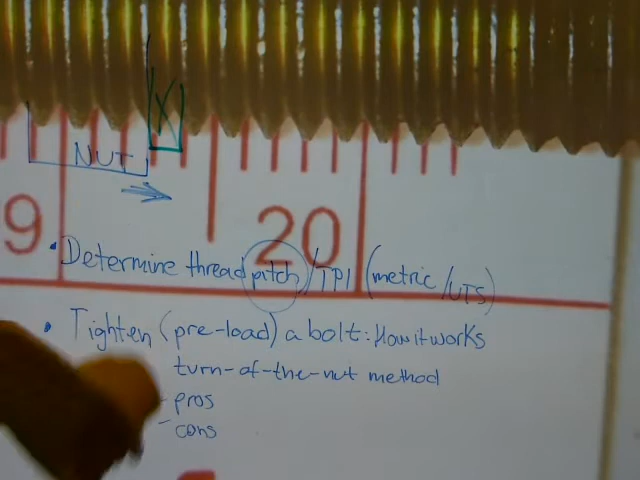 X
NUT
9 20
• Determine thread pitch/TPI (metric/UTS)
• Tighten (pre-load) a bolt: How it works
turn-of-the-nut method
- pros
- cons